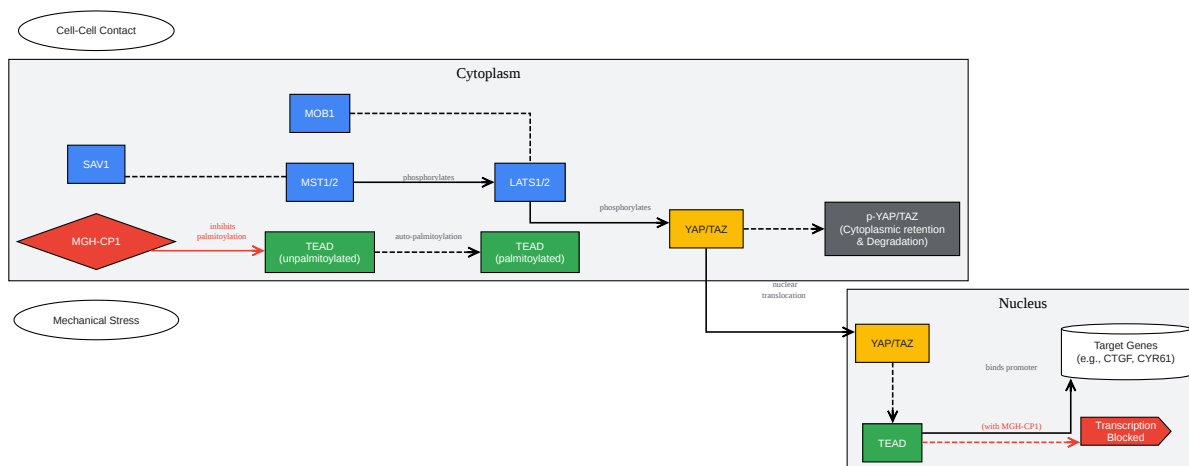 Cell-Cell Contact
Cytoplasm
MOB1
SAV1
MST1/2
phosphorylates
LATS1/2
phosphorylates
YAP/TAZ
p-YAP/TAZ
(Cytoplasmic retention
& Degradation)
MGH-CP1
inhibits
palmitoylation
TEAD
(unpalmitoylated)
auto-palmitoylation
TEAD
(palmitoylated)
nuclear
translocation
Mechanical Stress
Nucleus
YAP/TAZ
Target Genes
(e.g., CTGF, CYR61)
binds promoter
(with MGH-CP1)
Transcription
Blocked
TEAD